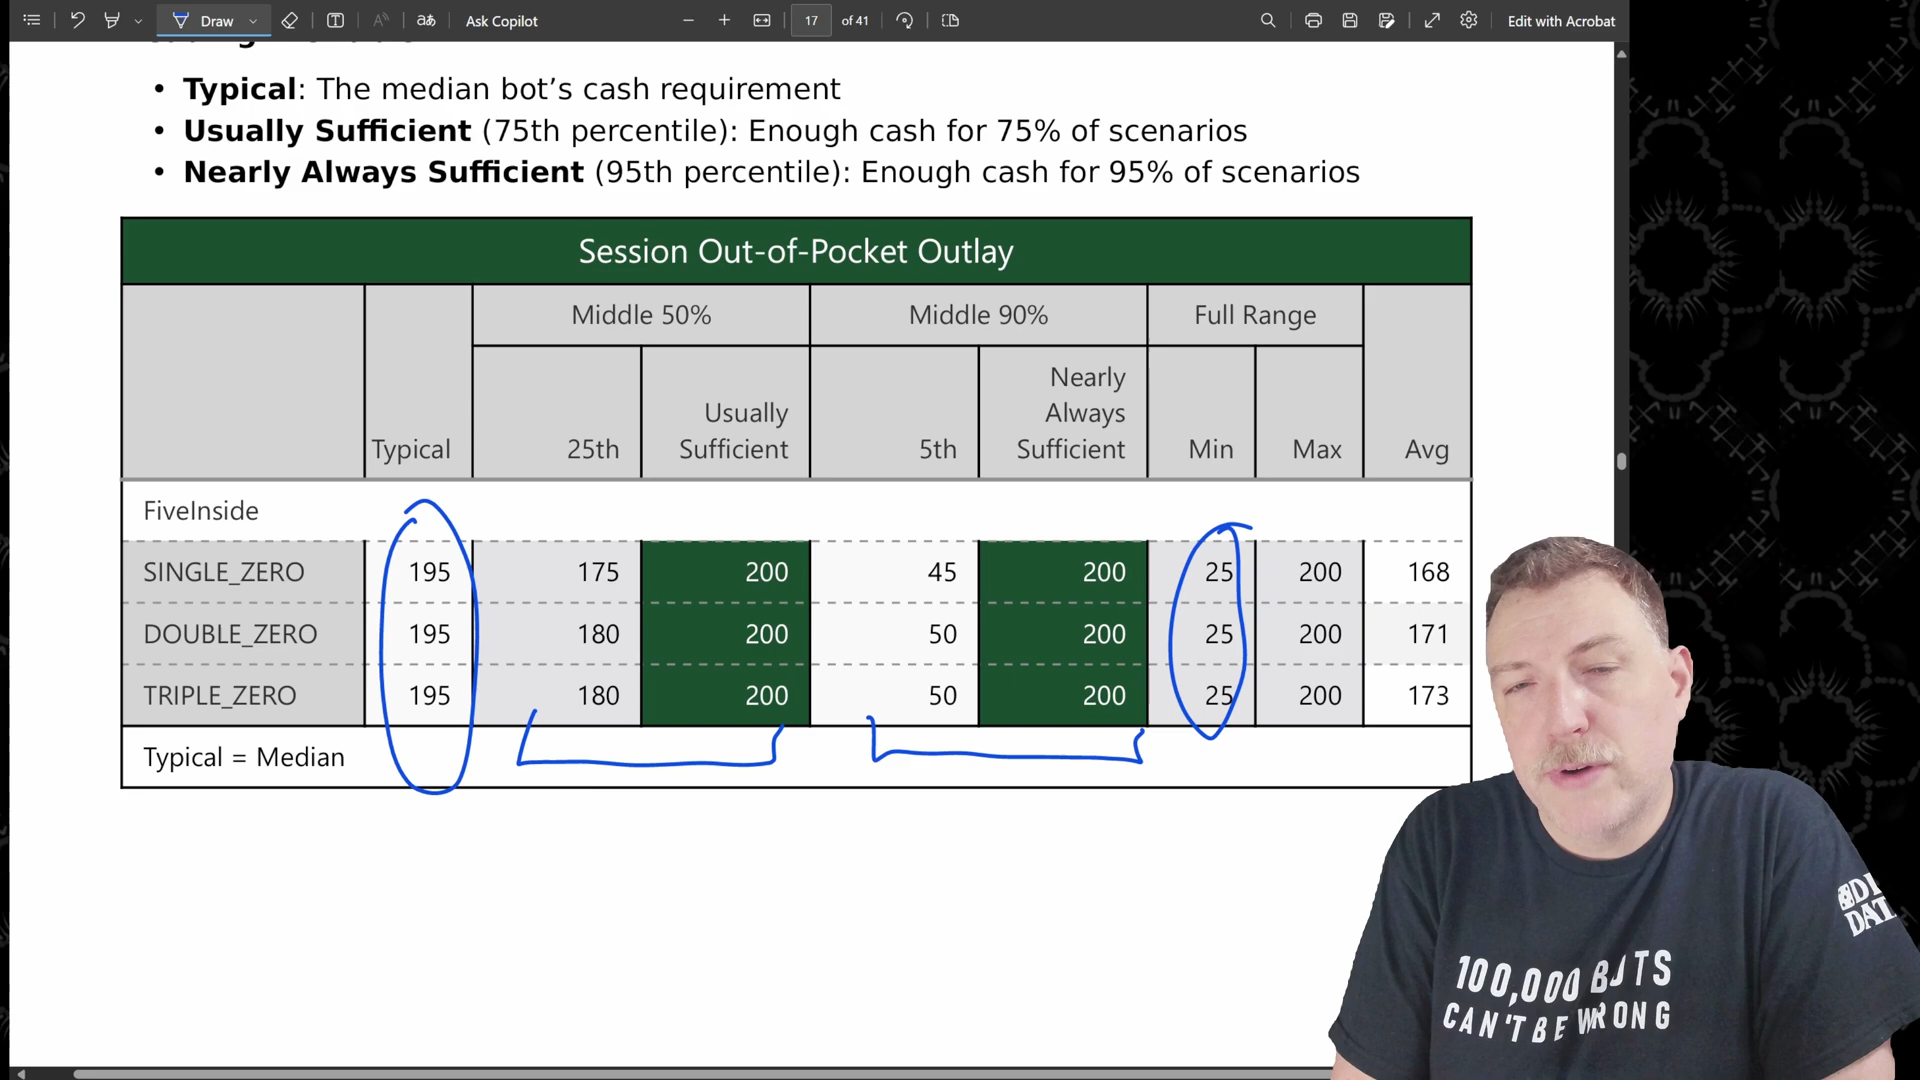 Draw
Ask Copilot
17 of 41
Edit with Acrobat
• Typical: The median bot’s cash requirement
• Usually Sufficient (75th percentile): Enough cash for 75% of scenarios
• Nearly Always Sufficient (95th percentile): Enough cash for 95% of scenarios
Session Out-of-Pocket Outlay
Middle 50% Middle 90% Full Range
Typical 25th Usually Sufficient 5th Nearly Always Sufficient Min Max Avg
FiveInside
SINGLE_ZERO 195 175 200 45 200 25 200 168
DOUBLE_ZERO 195 180 200 50 200 25 200 171
TRIPLE_ZERO 195 180 200 50 200 25 200 173
Typical = Median
100,000 BOTS
CAN'T BE WRONG